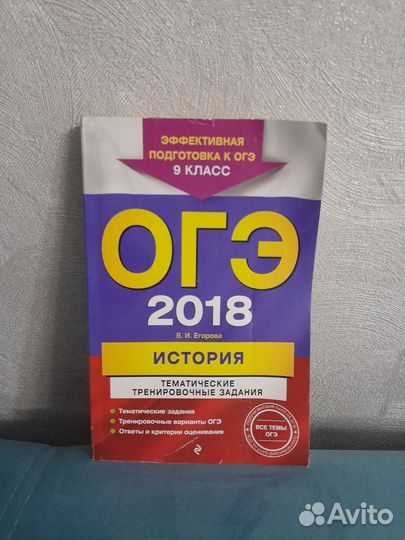 ЭФФЕКТИВНАЯ
ПОДГОТОВКА К ОГЭ
9 КЛАСС
ОГЭ
2018
В. И. Егорова
ИСТОРИЯ
ТЕМАТИЧЕСКИЕ
ТРЕНИРОВОЧНЫЕ ЗАДАНИЯ
• Тематические задания
• Тренировочные варианты ОГЭ
• Ответы и критерии оценивания
ВСЕ ТЕМЫ
ОГЭ
Avito